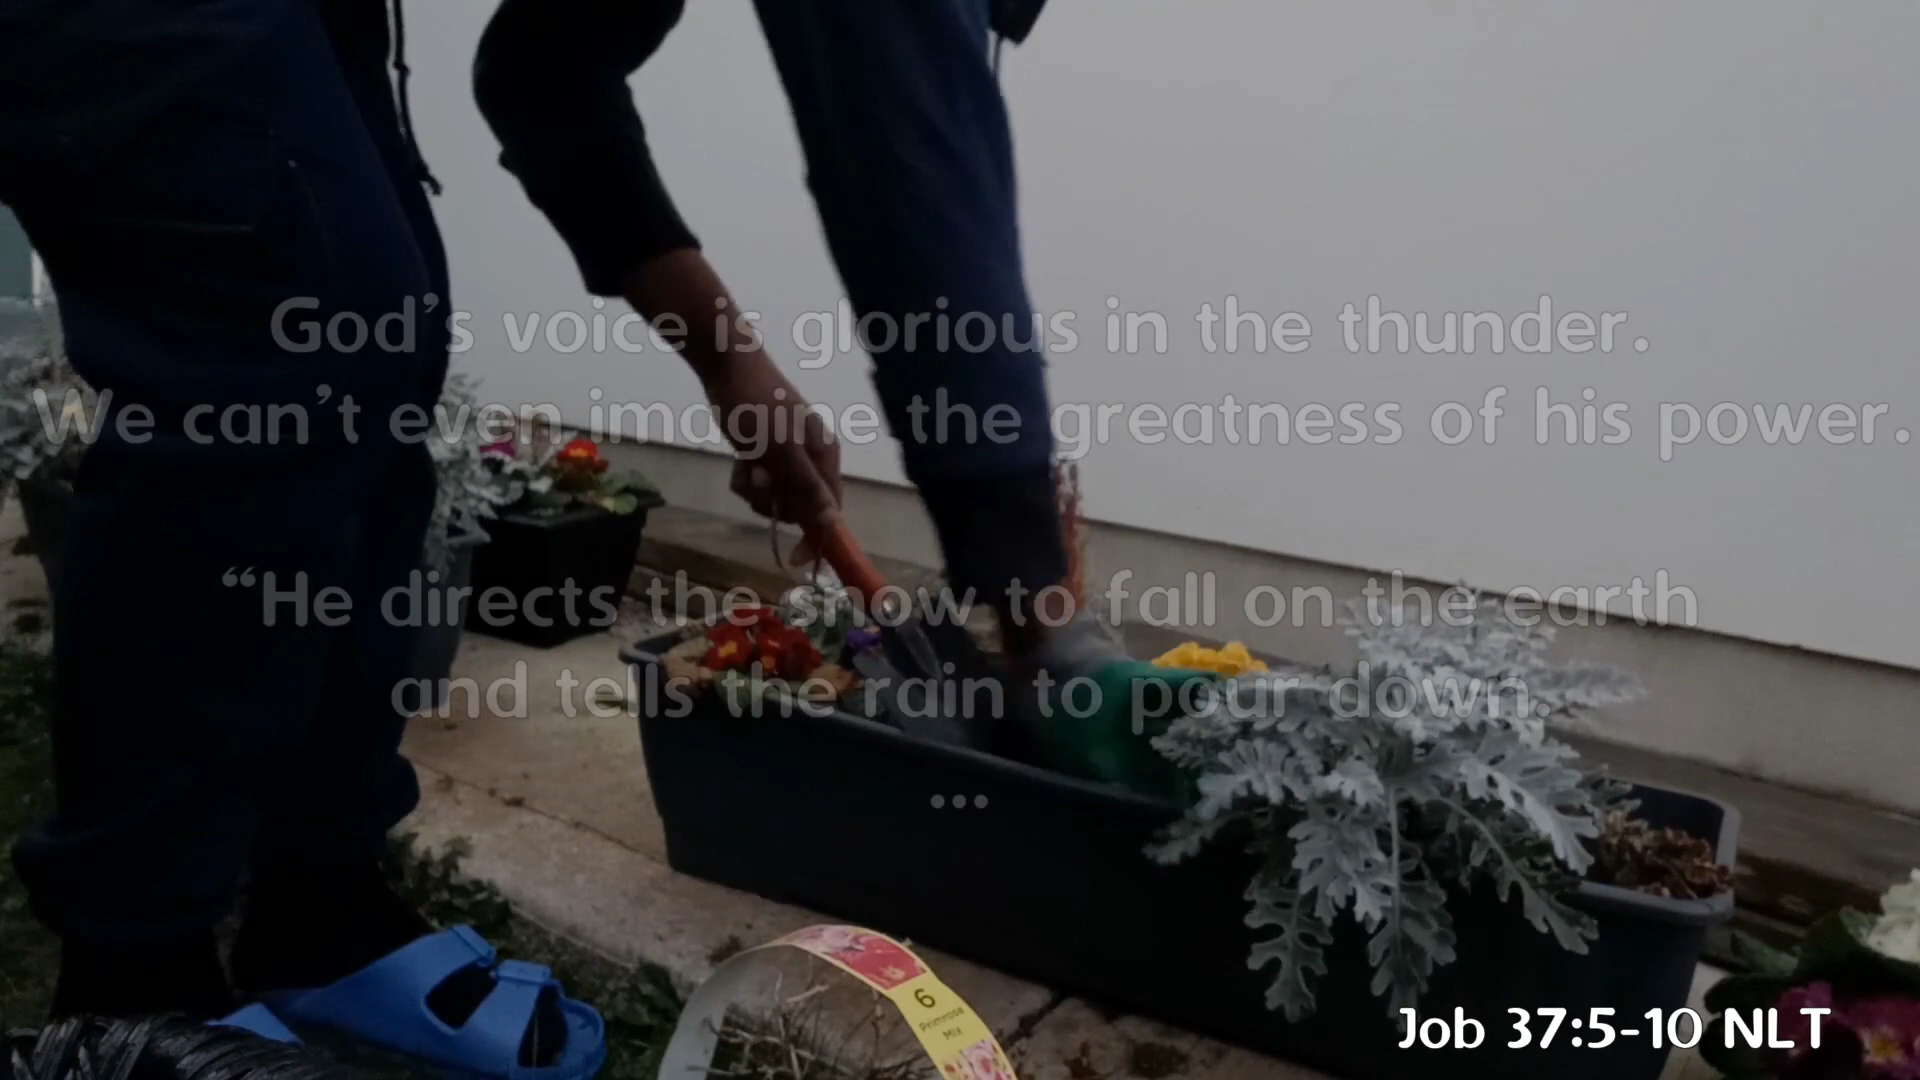 God's voice is glorious in the thunder.
We can't even imagine the greatness of his power.
“He directs the snow to fall on the earth
and tells the rain to pour down.
...
6
Primrose
Mix
Job 37:5-10 NLT